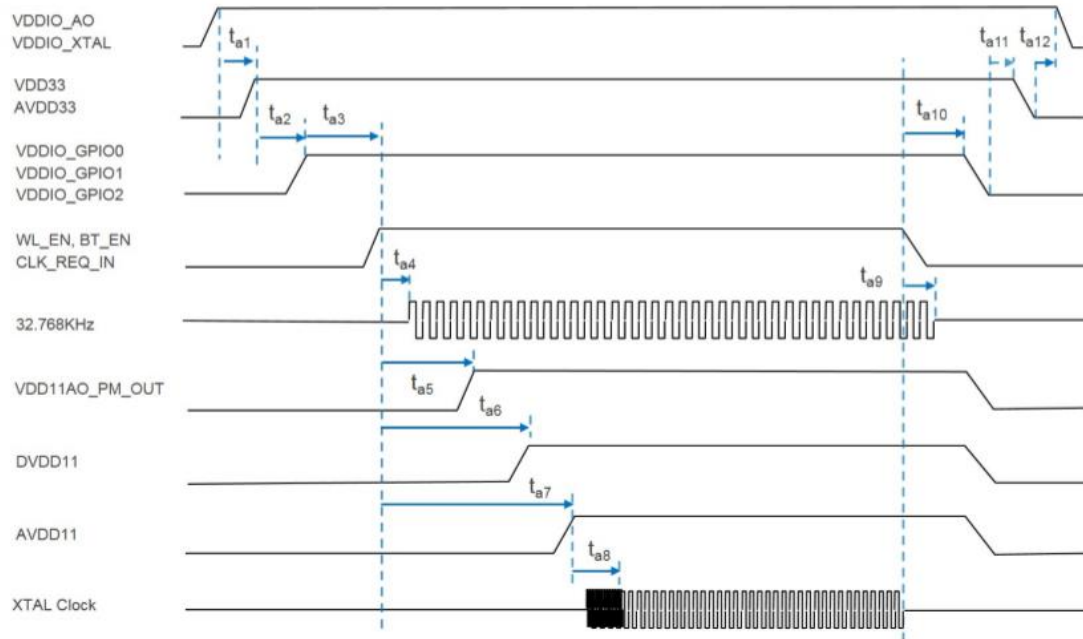 VDDIO_AO
VDDIO_XTAL
ta1
ta11
ta12
VDD33
AVDD33
ta2
ta3
ta10
VDDIO_GPIO0
VDDIO_GPIO1
VDDIO_GPIO2
WL_EN, BT_EN
CLK_REQ_IN
ta4
ta9
32.768KHz
VDD11AO_PM_OUT
ta5
ta6
DVDD11
ta7
AVDD11
ta8
XTAL Clock